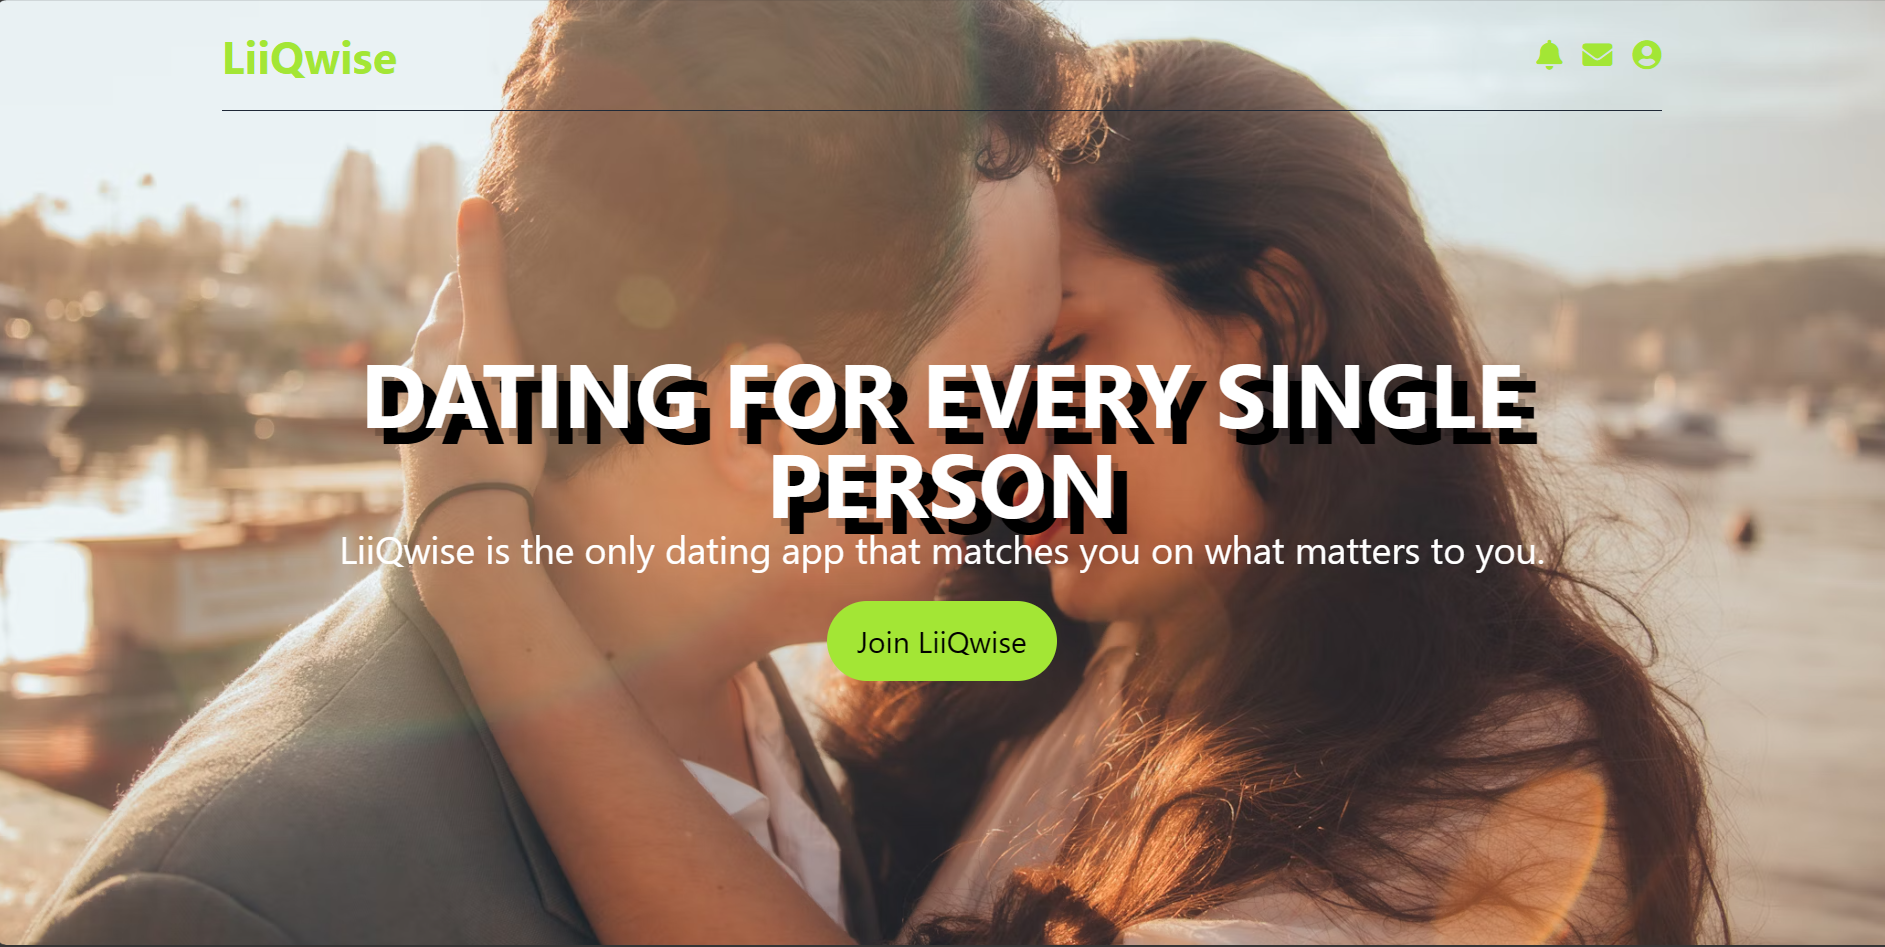 LiiQwise
DATING FOR EVERY SINGLE
PERSON
LiiQwise is the only dating app that matches you on what matters to you.
Join LiiQwise